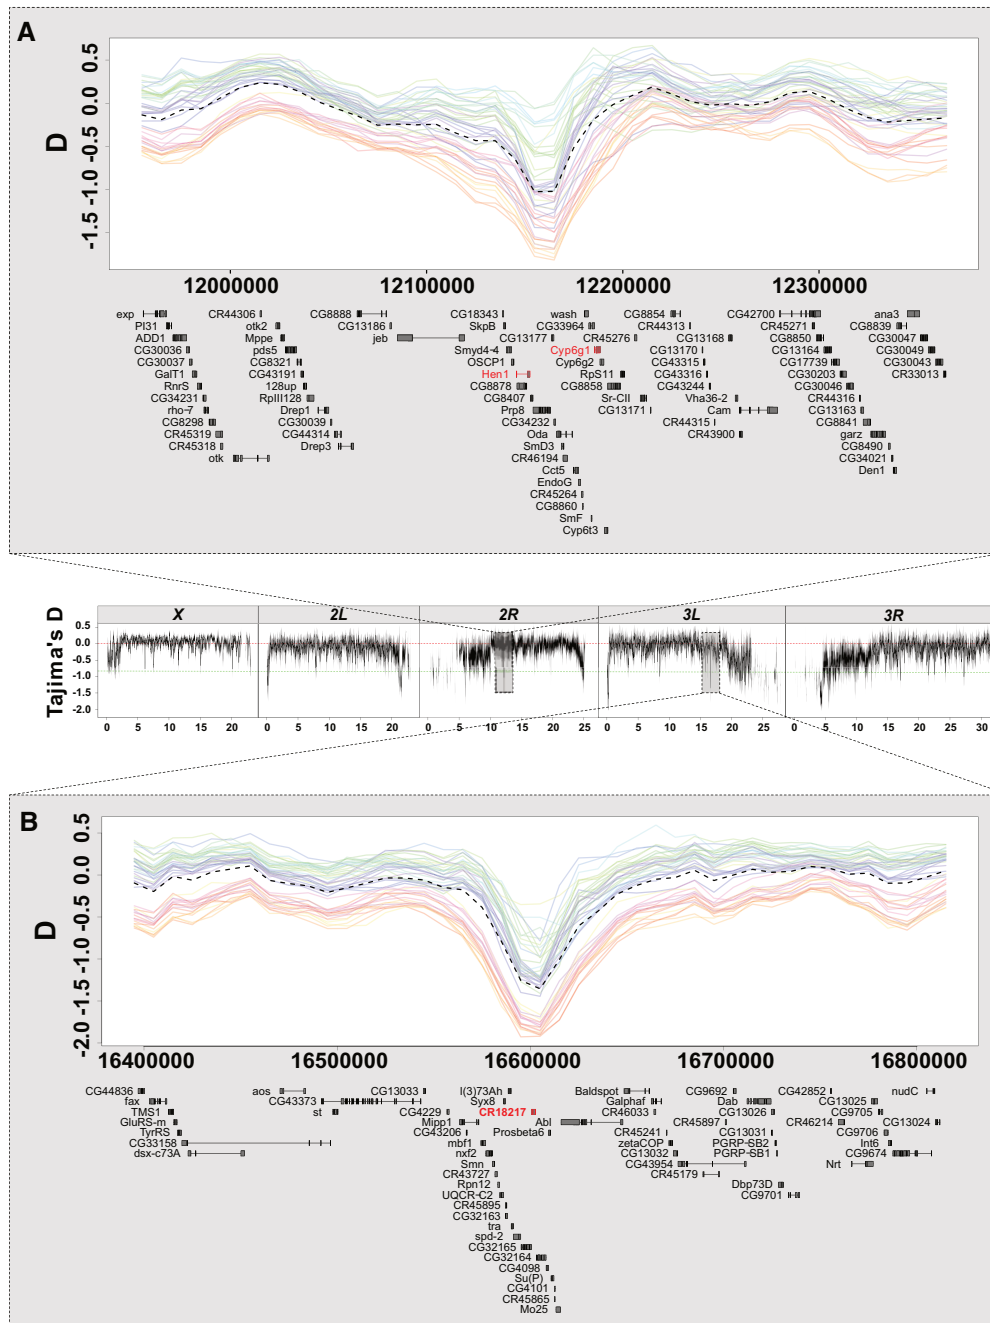 A
D
0.5
0.0
-0.5
-1.0
-1.5
12000000 12100000 12200000 12300000
exp CR44306 CG8888 CG18343 wash CG8854 CG42700 ana3
PI31 otk2 CG13186 SkpB CG33964 CR44313 CR45271 CG8839
ADD1 Mppe jeb CG13177 CR45276 CG13168 CG8850 CG30047
CG30036 pds5 Smyd4-4 Cyp6g1 CG13170 CG13164 CG30049
CG30037 CG8321 OSCP1 Cyp6g2 CG43315 CG17739 CG30043
GalT1 CG43191 Hen1 RpS11 CG43316 CG30203 CR33013
RnrS 128up CG8878 CG8858 CG43244 CG30046
CG34231 RpIII128 CG8407 Sr-CII Vha36-2 CR44316
rho-7 Drep1 Prp8 CG13171 Cam CG13163
CG8298 CG30039 CG34232 CR44315 CG8841
CR45319 CG44314 Oda CR43900 garz
CR45318 Drep3 SmD3 CG8490
otk CR46194 CG34021
Cct5 Den1
EndoG
CR45264
CG8860
SmF
Cyp6t3
X 2L 2R 3L 3R
Tajima's D
0.5
0.0
-0.5
-1.0
-1.5
-2.0
0 5 10 15 20 0 5 10 15 20 0 5 10 15 20 25 0 5 10 15 20 25 0 5 10 15 20 25 30
B
D
0.5
0.0
-0.5
-1.0
-1.5
-2.0
16400000 16500000 16600000 16700000 16800000
CG44836 aos CG13033 l(3)73Ah Baldspot CG9692 CG42852 nudC
fax CG43373 Syx8 Galphaf Dab CG13025
TMS1 st CG4229 CR18217 CR46033 CG13026 CG9705
GluRS-m Mipp1 Abl CR45897 CR46214 CG13024
TyrRS CG43206 Prosbeta6 CR45241 CG13031 CG9706
CG33158 mbf1 zetaCOP PGRP-SB2 Int6
dsx-c73A nxf2 CG13032 PGRP-SB1 CG9674
Smn CG43954 Nrt
CG43727 CR45179
Rpn12 Dbp73D
UQCR-C2 CG9701
CR45895
CG32163
tra
spd-2
CG32165
CG32164
CG4098
Su(P)
CG4101
CR45865
Mo25